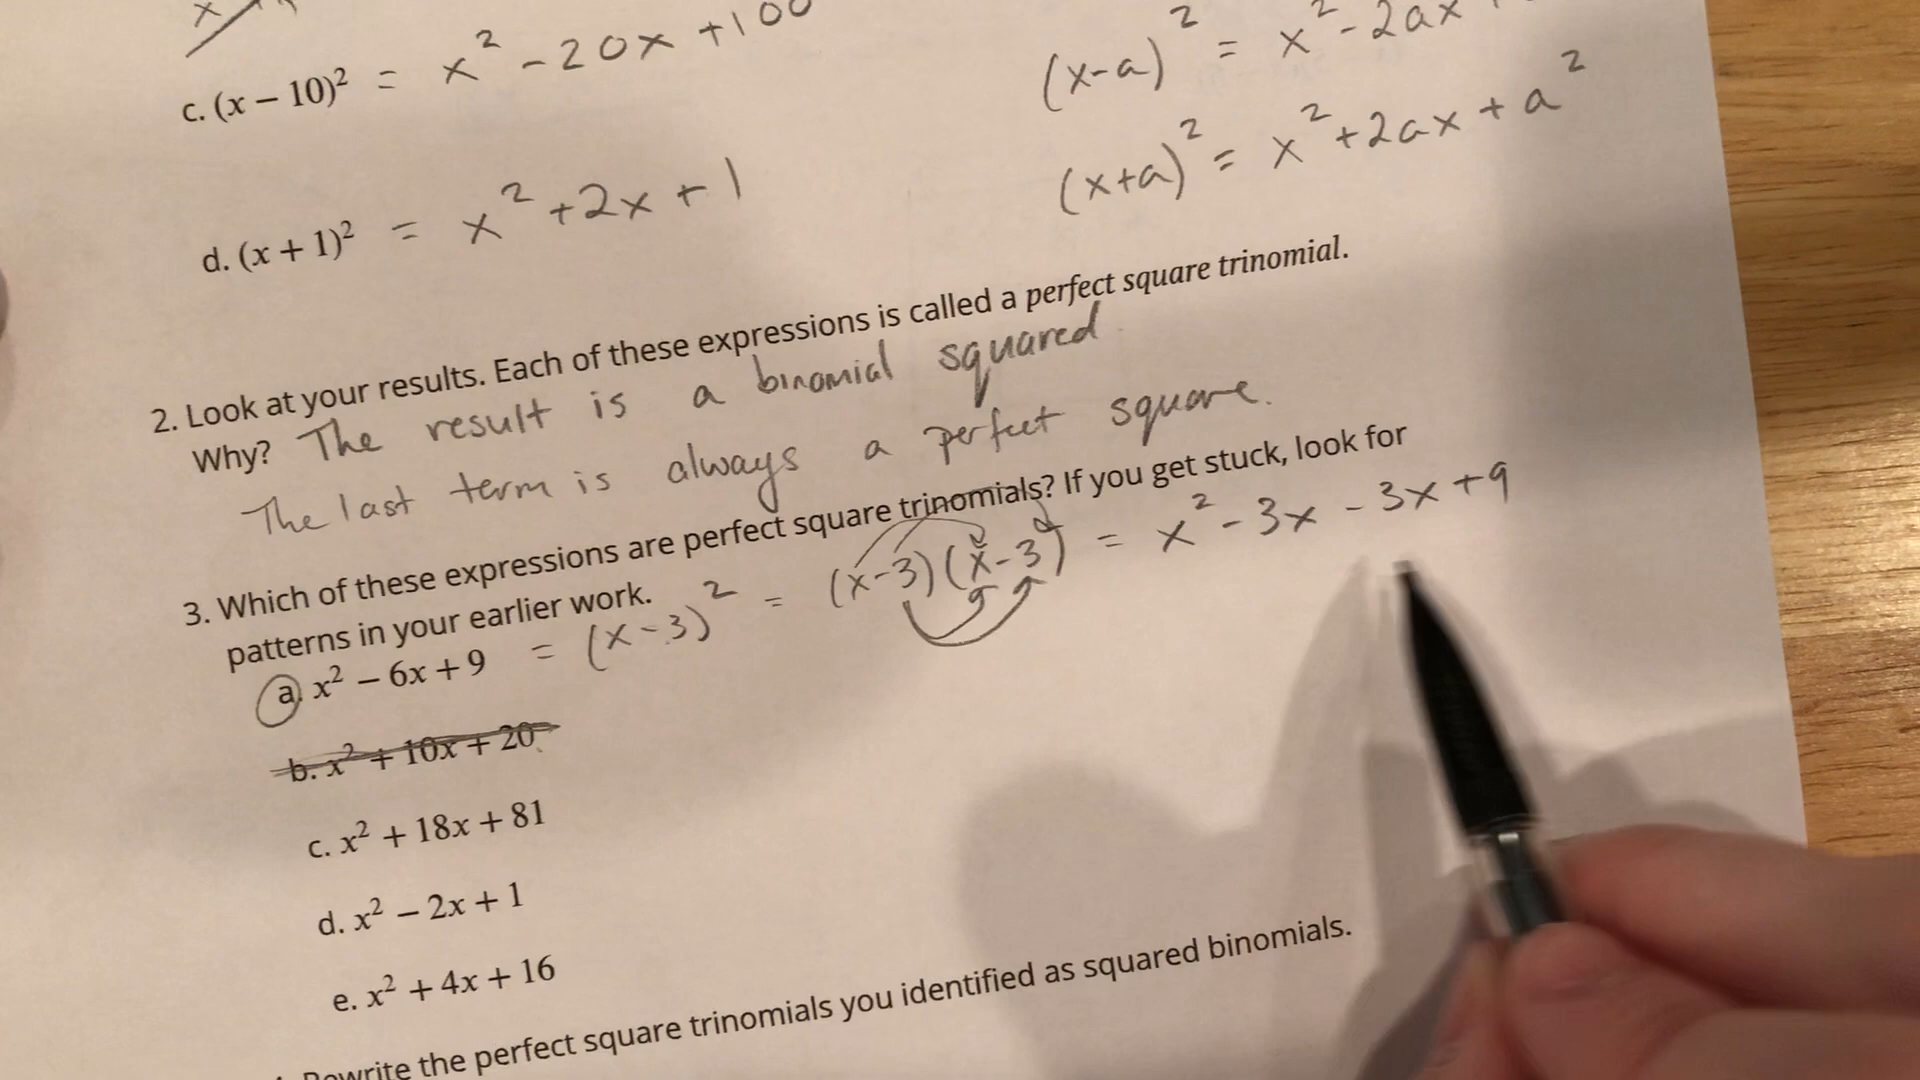 x
c. (x − 10)² = x² - 20x + 100
(x-a)² = x² - 2ax
(x+a)² = x² + 2ax + a²
d. (x + 1)² = x² + 2x + 1
2. Look at your results. Each of these expressions is called a perfect square trinomial.
Why? The result is a binomial squared.
The last term is always a perfect square.
3. Which of these expressions are perfect square trinomials? If you get stuck, look for
patterns in your earlier work.
a. x² − 6x + 9 = (x-3)² = (x-3)(x-3) = x² - 3x - 3x + 9
b. x² + 10x + 20
c. x² + 18x + 81
d. x² − 2x + 1
e. x² + 4x + 16
Rewrite the perfect square trinomials you identified as squared binomials.